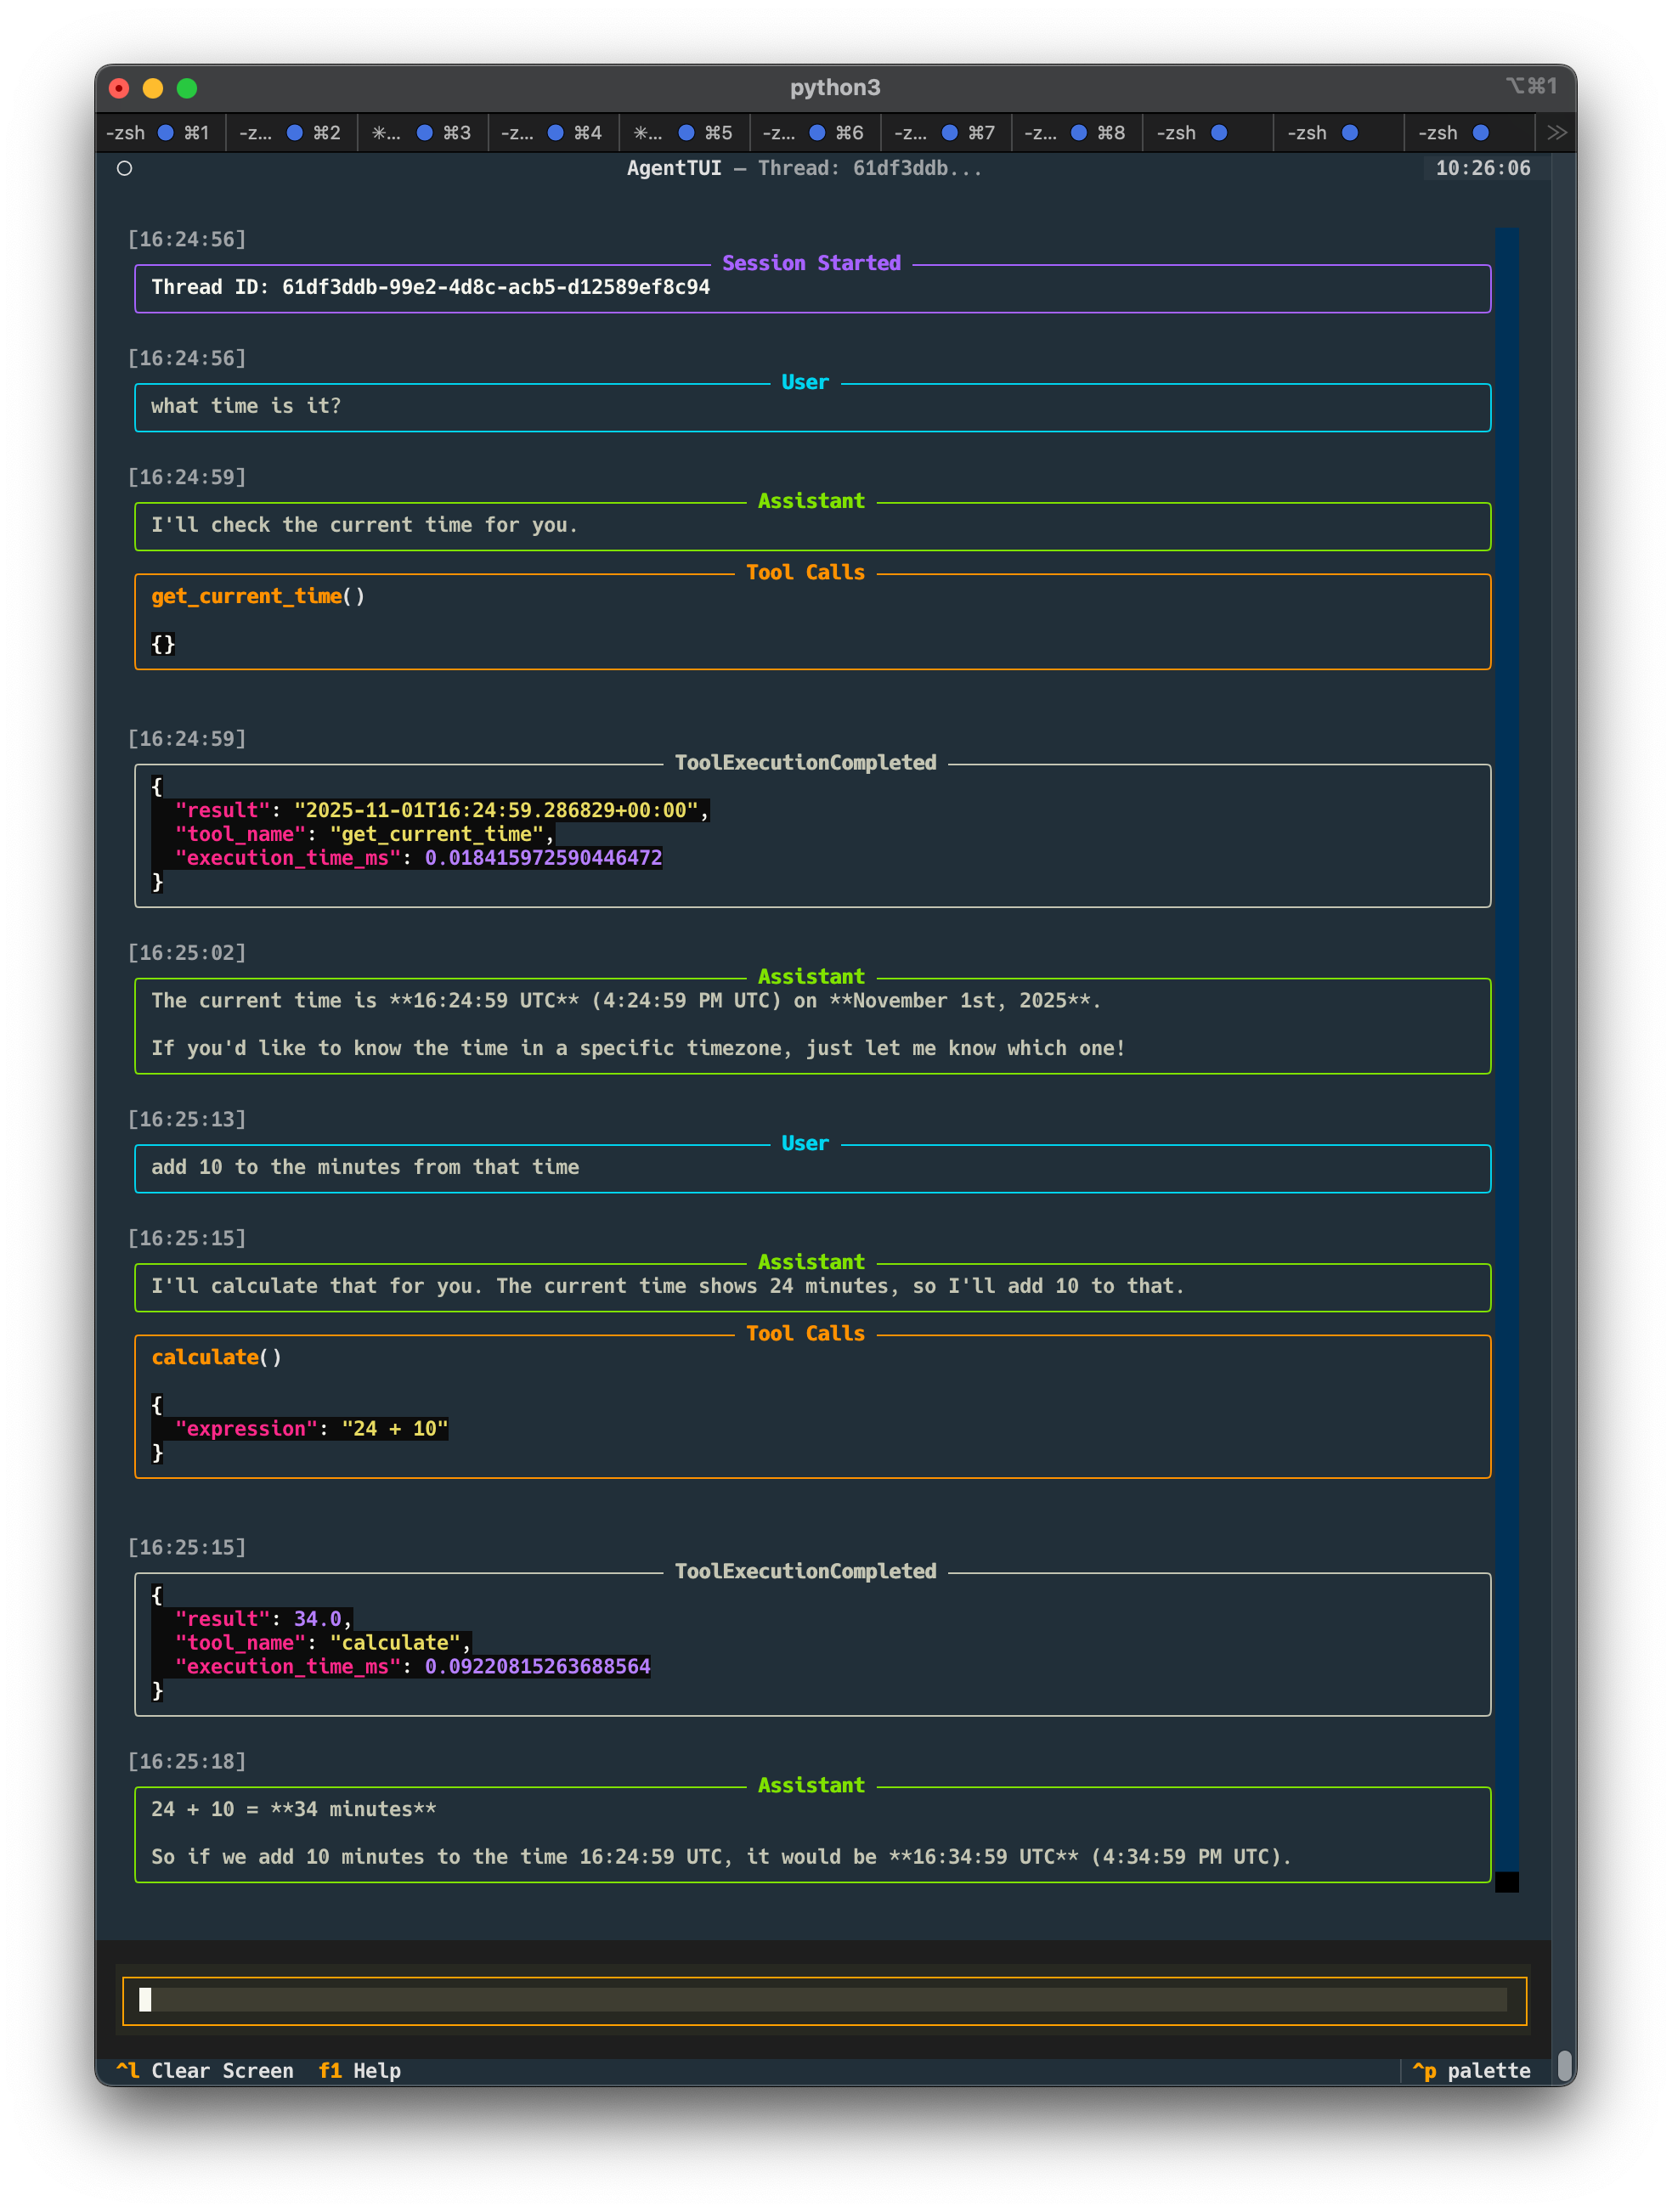 python3
⌥⌘1
-zsh ⌘1 -z... ⌘2 ✳... ⌘3 -z... ⌘4 ✳... ⌘5 -z... ⌘6 -z... ⌘7 -z... ⌘8 -zsh -zsh -zsh
AgentTUI — Thread: 61df3ddb... 10:26:06
[16:24:56]
Session Started
Thread ID: 61df3ddb-99e2-4d8c-acb5-d12589ef8c94
[16:24:56]
User
what time is it?
[16:24:59]
Assistant
I'll check the current time for you.
Tool Calls
get_current_time()
{}
[16:24:59]
ToolExecutionCompleted
{
"result": "2025-11-01T16:24:59.286829+00:00",
"tool_name": "get_current_time",
"execution_time_ms": 0.018415972590446472
}
[16:25:02]
Assistant
The current time is **16:24:59 UTC** (4:24:59 PM UTC) on **November 1st, 2025**.
If you'd like to know the time in a specific timezone, just let me know which one!
[16:25:13]
User
add 10 to the minutes from that time
[16:25:15]
Assistant
I'll calculate that for you. The current time shows 24 minutes, so I'll add 10 to that.
Tool Calls
calculate()
{
"expression": "24 + 10"
}
[16:25:15]
ToolExecutionCompleted
{
"result": 34.0,
"tool_name": "calculate",
"execution_time_ms": 0.09220815263688564
}
[16:25:18]
Assistant
24 + 10 = **34 minutes**
So if we add 10 minutes to the time 16:24:59 UTC, it would be **16:34:59 UTC** (4:34:59 PM UTC).
^l Clear Screen f1 Help ^p palette